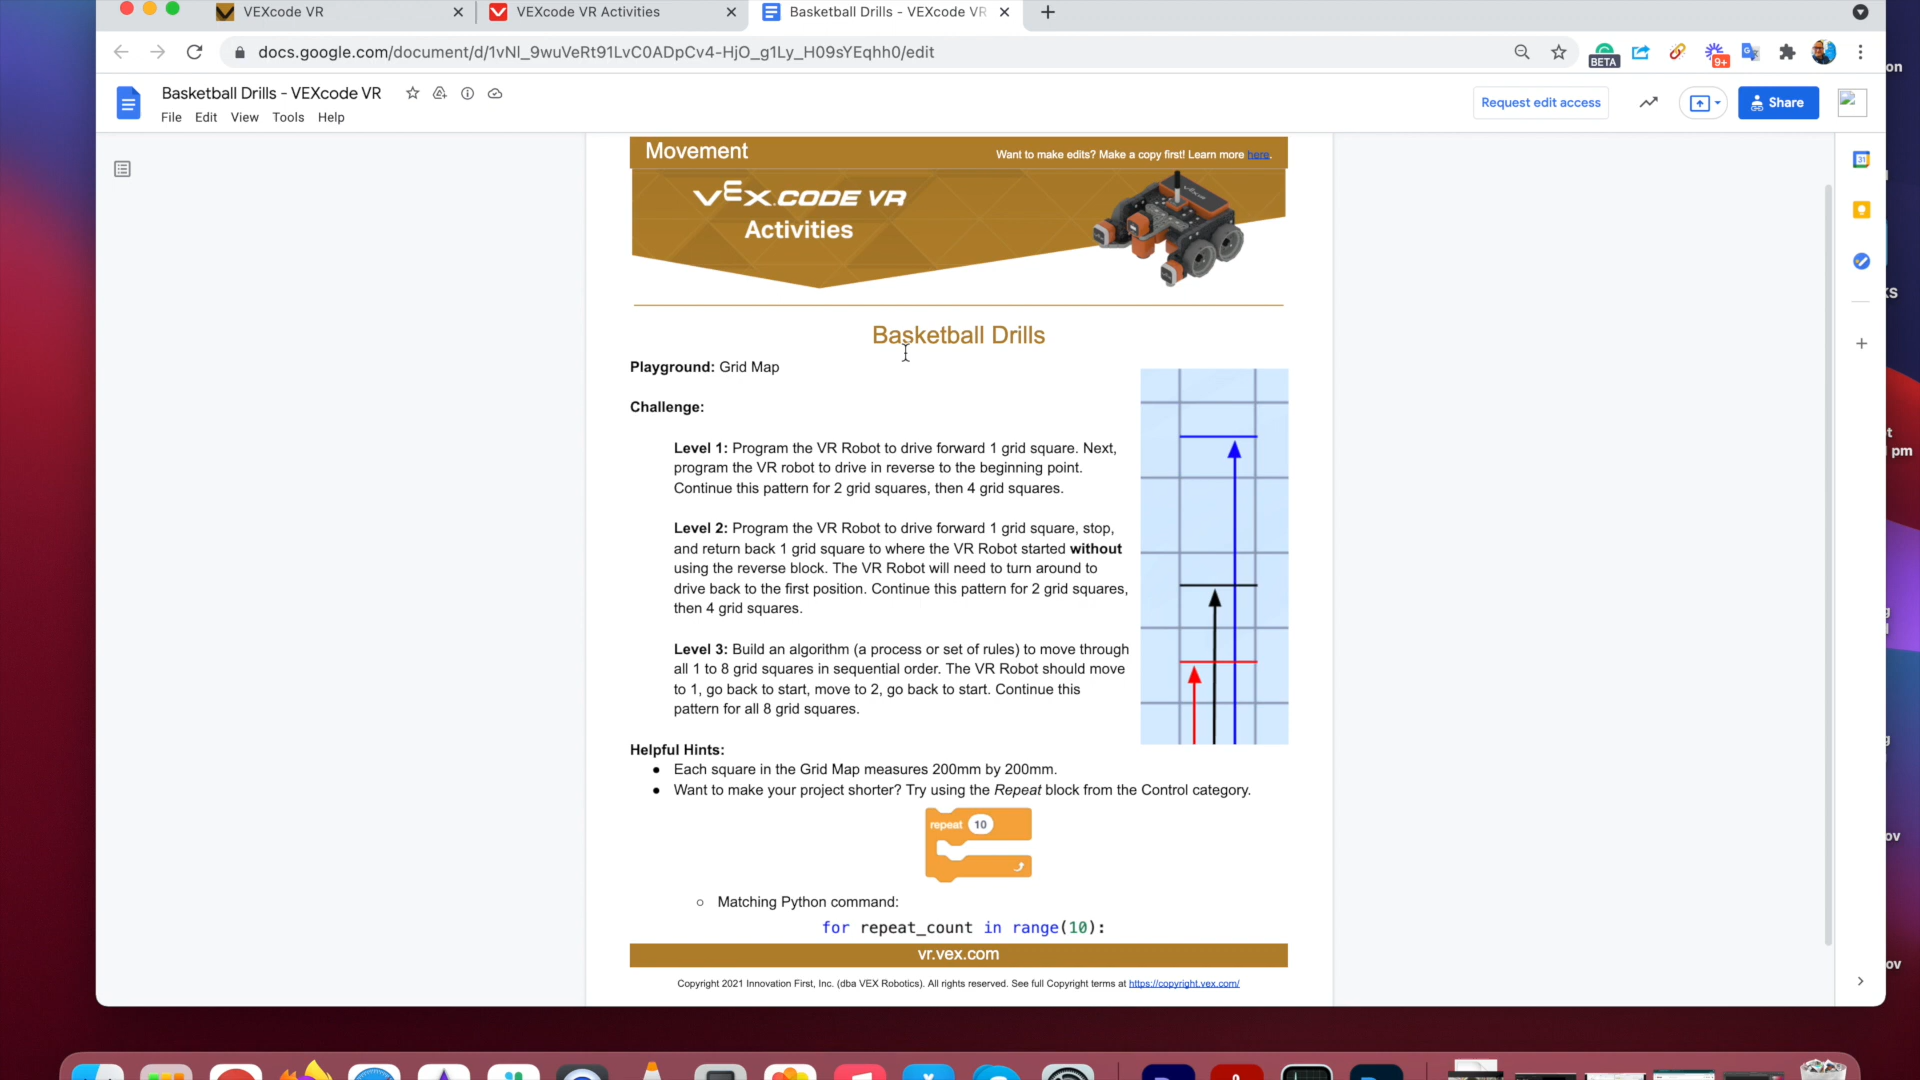 VEXcode VR
VEXcode VR Activities
Basketball Drills - VEXcode VR
docs.google.com/document/d/1vNI_9wuVeRt91LvC0ADpCv4-HjO_g1Ly_H09sYEqhh0/edit
BETA
9+
Basketball Drills - VEXcode VR
File Edit View Tools Help
Request edit access
Share
31
Movement
Want to make edits? Make a copy first! Learn more here.
VEX CODE VR
Activities
Basketball Drills
Playground: Grid Map
Challenge:
Level 1: Program the VR Robot to drive forward 1 grid square. Next,
program the VR robot to drive in reverse to the beginning point.
Continue this pattern for 2 grid squares, then 4 grid squares.
Level 2: Program the VR Robot to drive forward 1 grid square, stop,
and return back 1 grid square to where the VR Robot started without
using the reverse block. The VR Robot will need to turn around to
drive back to the first position. Continue this pattern for 2 grid squares,
then 4 grid squares.
Level 3: Build an algorithm (a process or set of rules) to move through
all 1 to 8 grid squares in sequential order. The VR Robot should move
to 1, go back to start, move to 2, go back to start. Continue this
pattern for all 8 grid squares.
Helpful Hints:
● Each square in the Grid Map measures 200mm by 200mm.
● Want to make your project shorter? Try using the Repeat block from the Control category.
repeat 10
○ Matching Python command:
for repeat_count in range(10):
vr.vex.com
Copyright 2021 Innovation First, Inc. (dba VEX Robotics). All rights reserved. See full Copyright terms at https://copyright.vex.com/
on
KS
pm
ov
ov